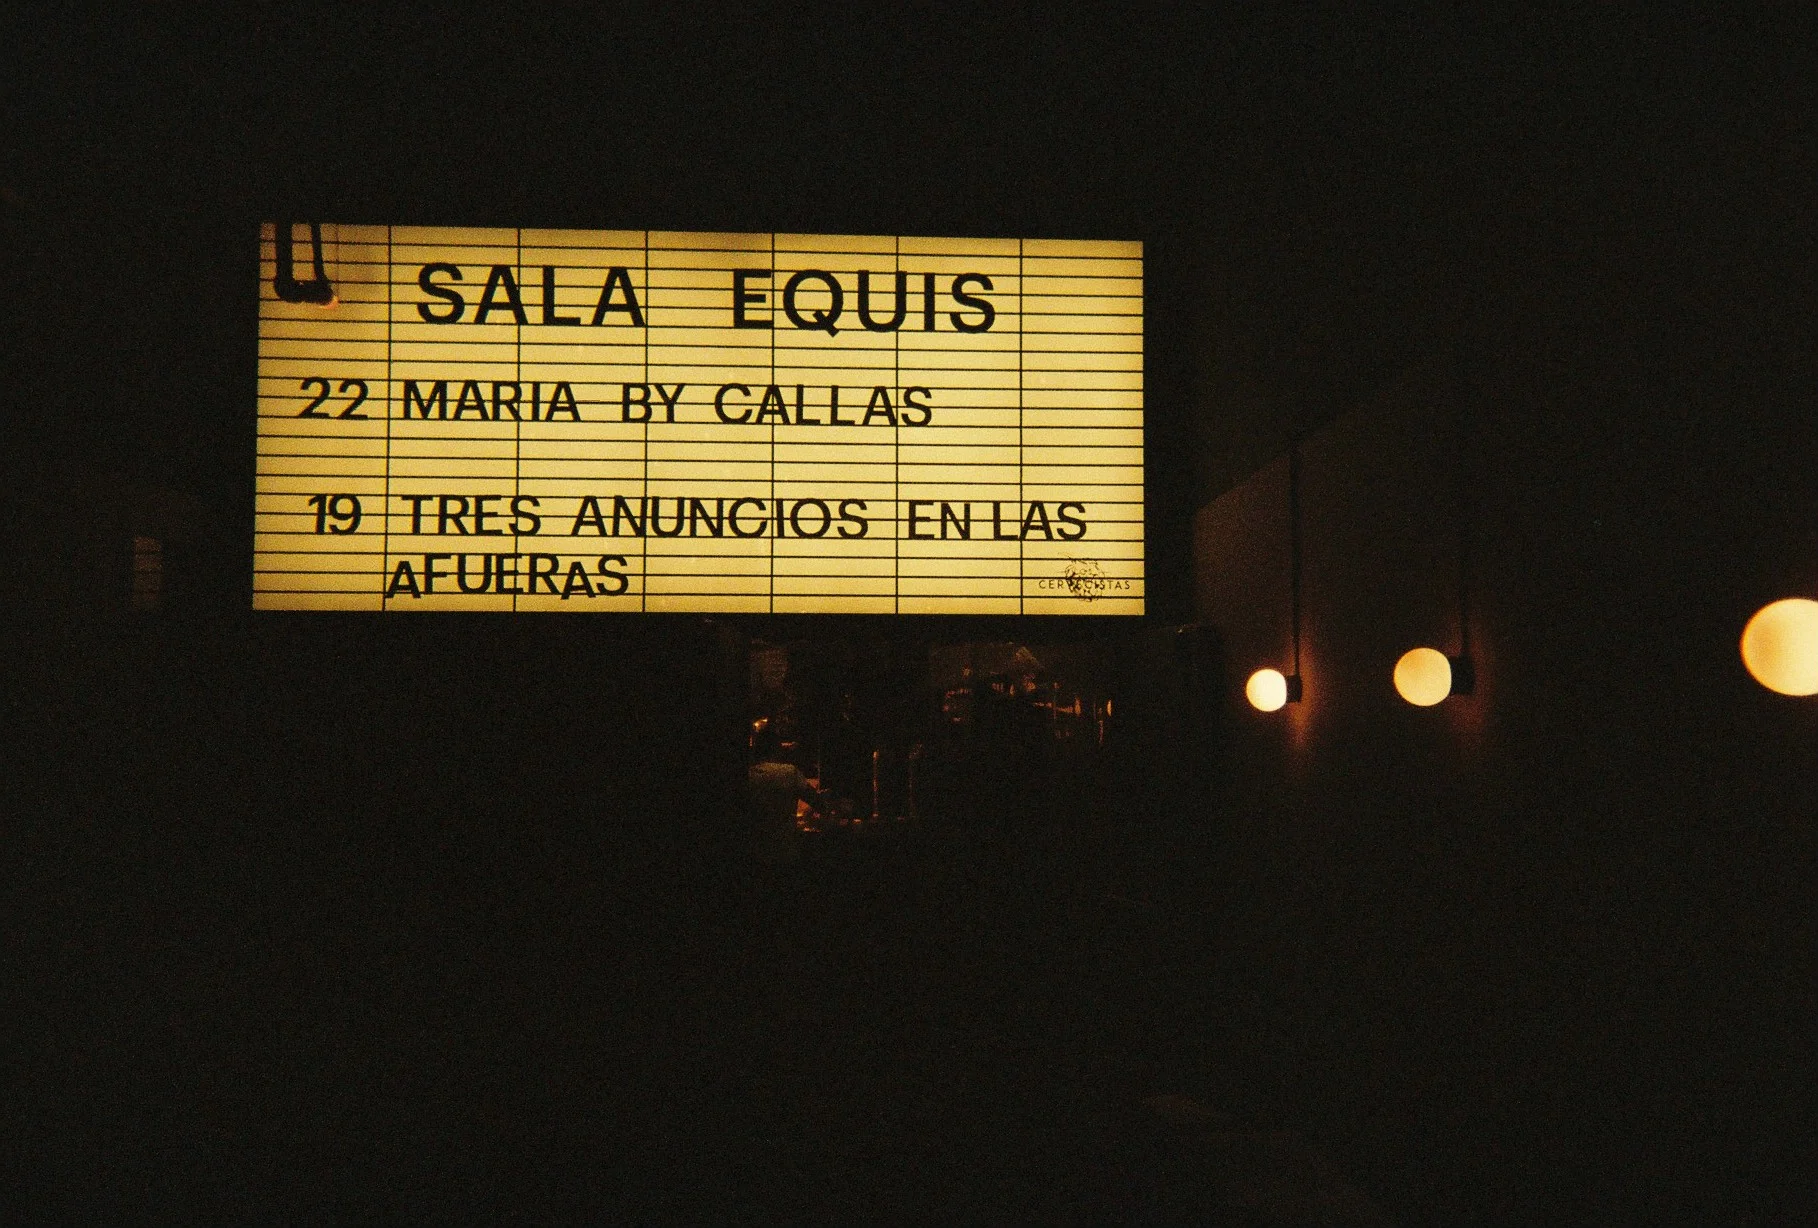 SALA EQUIS
22 MARIA BY CALLAS
19 TRES ANUNCIOS EN LAS
AFUERAS